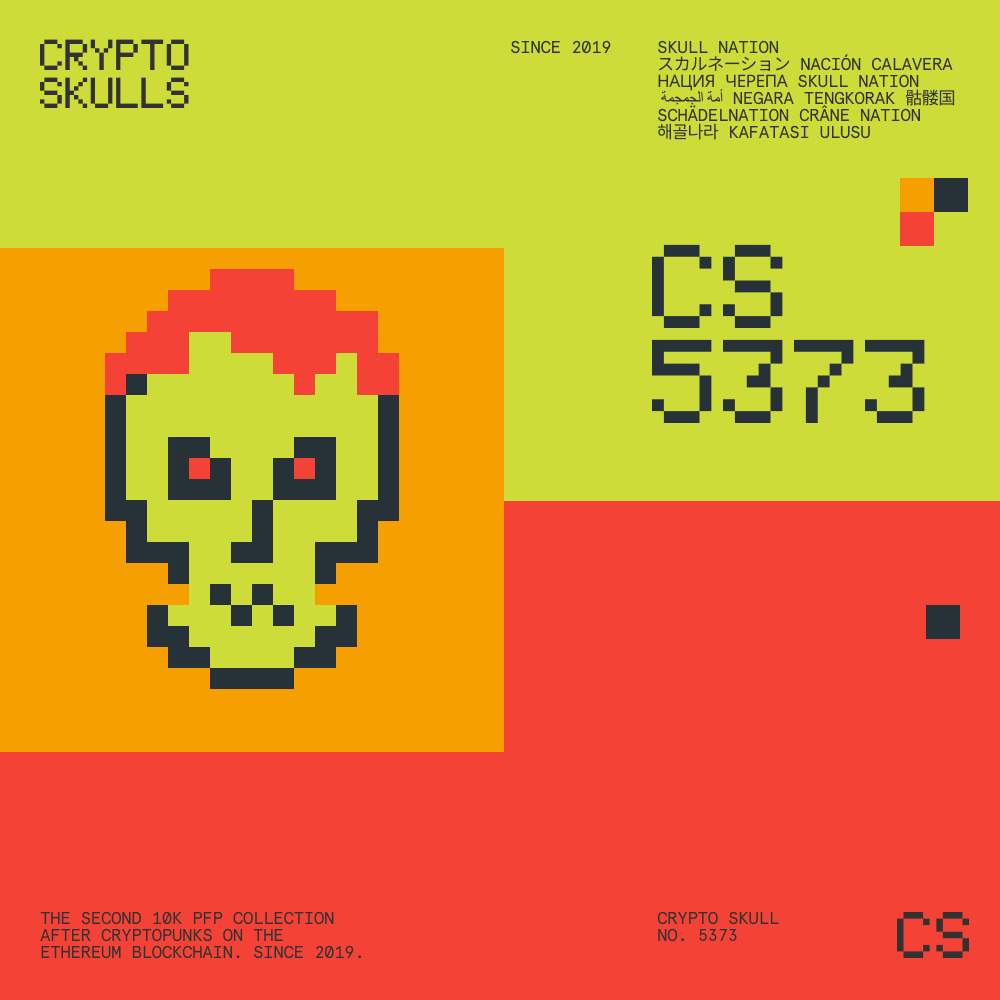 CRYPTO
SKULLS
SINCE 2019
SKULL NATION
スカルネーション NACIÓN CALAVERA
НАЦИЯ ЧЕРЕПА SKULL NATION
أمة الجمجمة NEGARA TENGKORAK 骷髅国
SCHÄDELNATION CRÂNE NATION
해골나라 KAFATASI ULUSU
CS
5373
THE SECOND 10K PFP COLLECTION
AFTER CRYPTOPUNKS ON THE
ETHEREUM BLOCKCHAIN. SINCE 2019.
CRYPTO SKULL
NO. 5373
CS